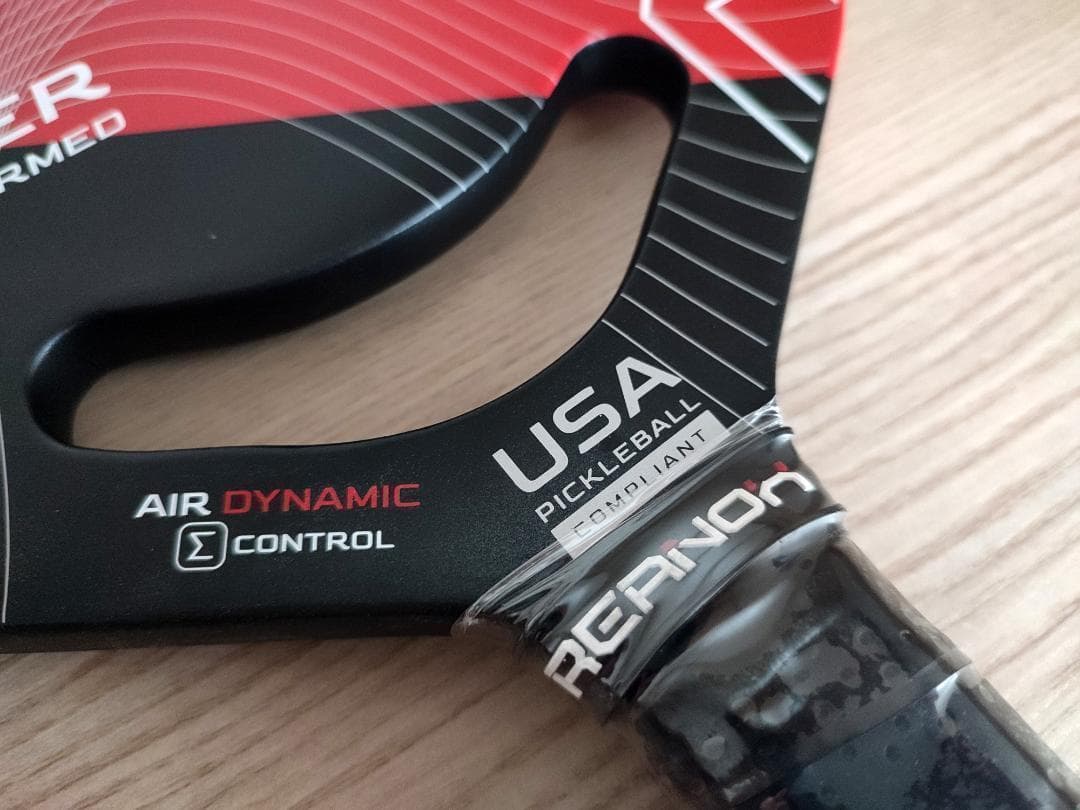 ER
RMED
USA
PICKLEBALL
COMPLIANT
AIR DYNAMIC
Σ CONTROL